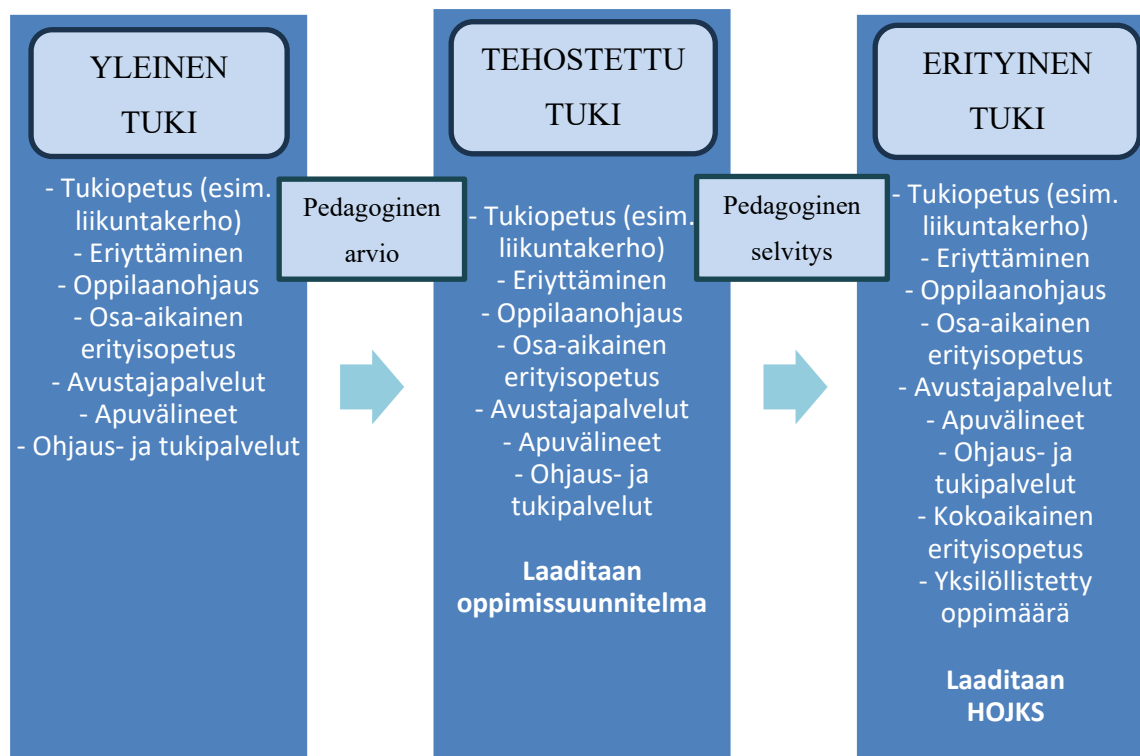 YLEINEN
TUKI
- Tukiopetus (esim.
liikuntakerho)
- Eriyttäminen
- Oppilaanohjaus
- Osa-aikainen
erityisopetus
- Avustajapalvelut
- Apuvälineet
- Ohjaus- ja tukipalvelut
Pedagoginen
arvio
TEHOSTETTU
TUKI
- Tukiopetus (esim.
liikuntakerho)
- Eriyttäminen
- Oppilaanohjaus
- Osa-aikainen
erityisopetus
- Avustajapalvelut
- Apuvälineet
- Ohjaus- ja
tukipalvelut
Laaditaan
oppimissuunnitelma
Pedagoginen
selvitys
ERITYINEN
TUKI
- Tukiopetus (esim.
liikuntakerho)
- Eriyttäminen
- Oppilaanohjaus
- Osa-aikainen
erityisopetus
- Avustajapalvelut
- Apuvälineet
- Ohjaus- ja
tukipalvelut
- Kokoaikainen
erityisopetus
- Yksilöllistetty
oppimäärä
Laaditaan
HOJKS